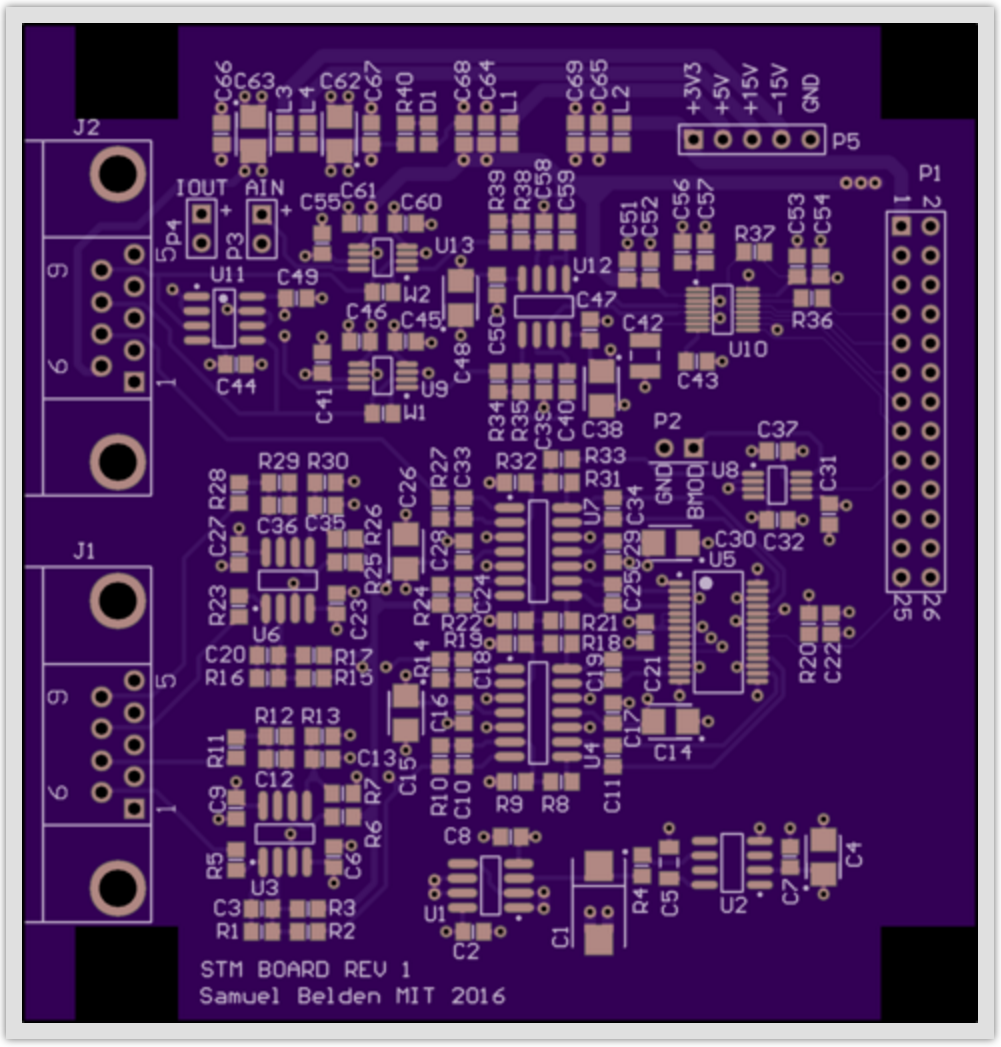 C66 C63 L3 L4 C62 C67 R40 D1 C68 C64 L1 C69 C65 L2 +3V3 +5V +15V -15V GND
J2 P5
P1
1 2
IOUT AIN
+ +
P4 P3
C55 C61 C60 R39 R38 C58 C59 C51 C52 C56 C57 R37 C53 C54
U13
5
9
U11 C49 W2 U12
C46 C45 C50 C47 C42 R36
C48 U10
6 1
C44 C41 U9 C43
W1
R34 R35 C39 C40 C38
P2 C37
R29 R30 R27 C33 R32 R33
R28 C26 R31 GND BMOD U8 C31
C36 C35 R26 U7 C34 C32
C27 C28 C29 C30
J1 U5
R25
R23 C23 R24 C24 C25
U6 R22 R21 25 26
R19 R18
C20 R17 R14 C18 C19 C21 R20 C22
R16 R15
5
9
R12 R13 C16 C17
R11 C13 C15 U4 C14
C12 R7 R10 C10 C11
6 1
C9 R9 R8
R6 C8
R5 C6 C7 C4
U3 R4 C5
C3 R3 U1 U2
R1 R2 C1
C2
STM BOARD REV 1
Samuel Belden MIT 2016